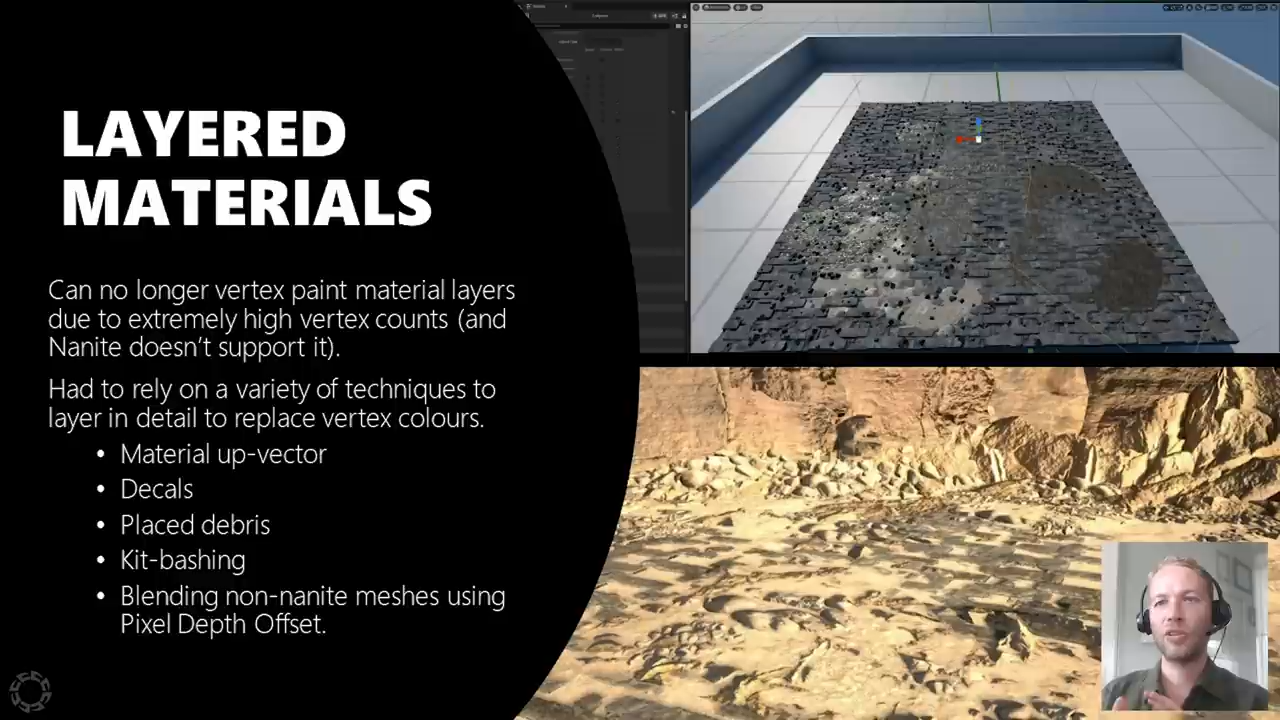 LAYERED
MATERIALS
Can no longer vertex paint material layers
due to extremely high vertex counts (and
Nanite doesn't support it).
Had to rely on a variety of techniques to
layer in detail to replace vertex colours.
• Material up-vector
• Decals
• Placed debris
• Kit-bashing
• Blending non-nanite meshes using
Pixel Depth Offset.